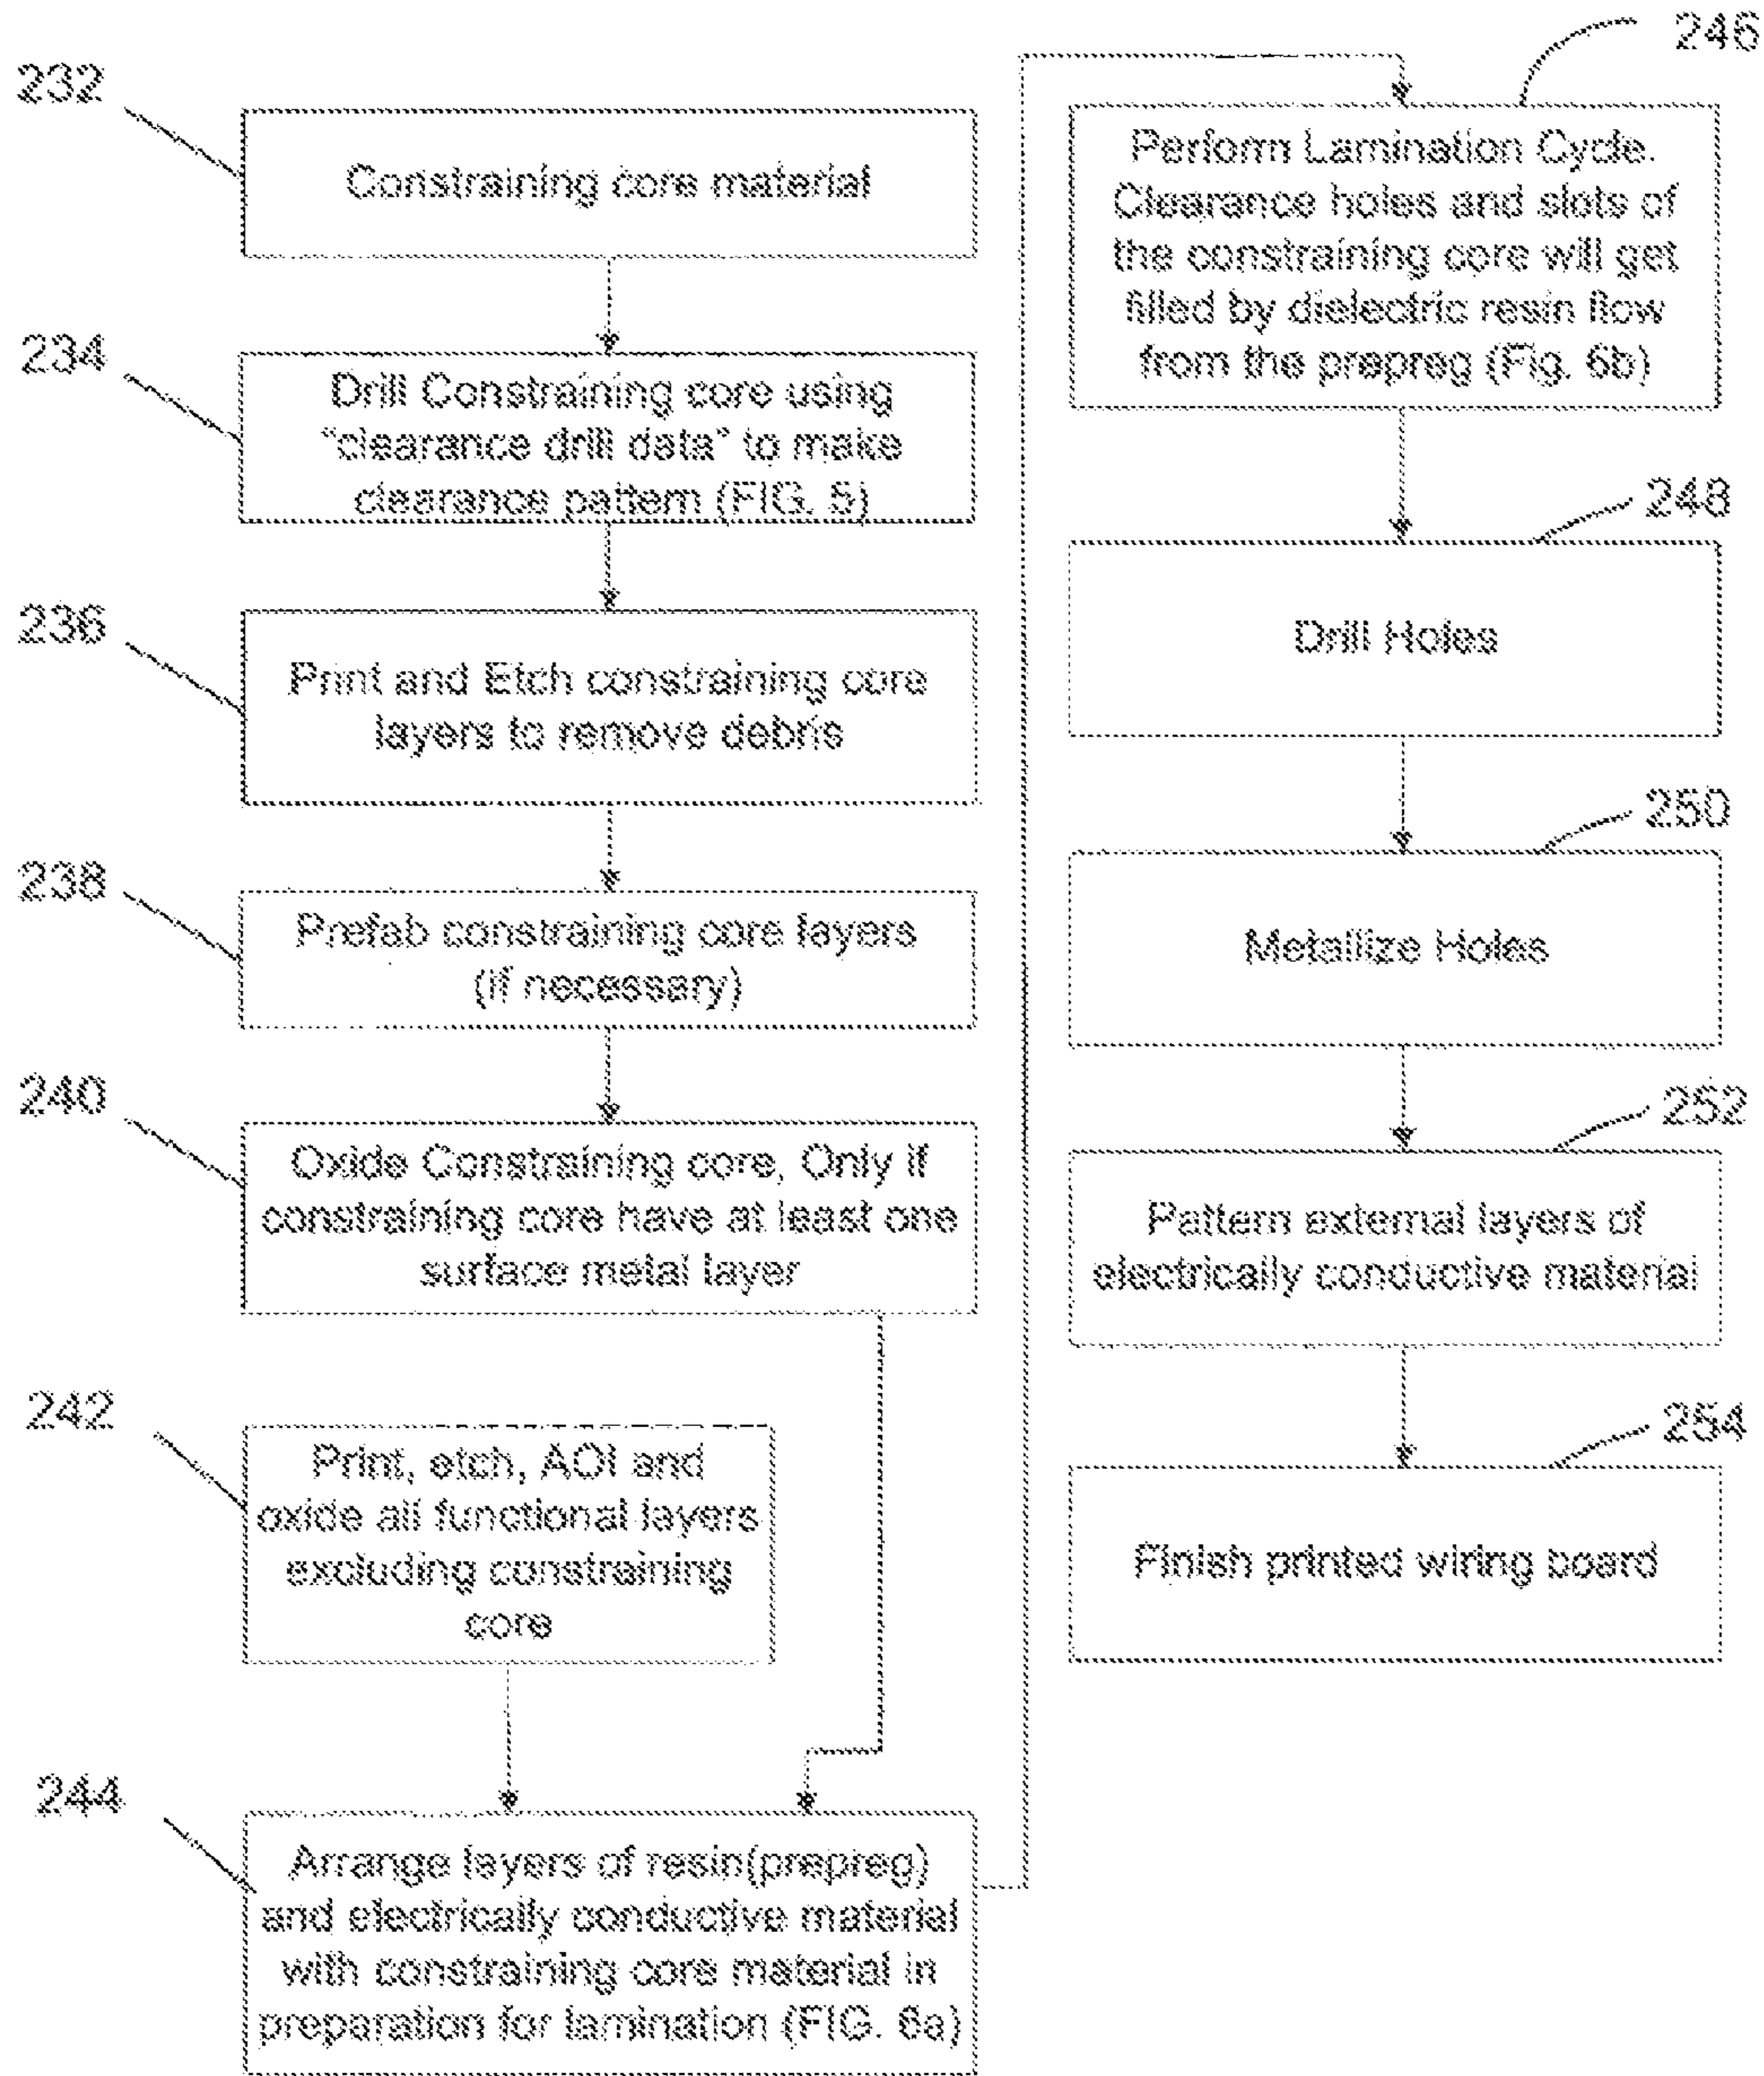 232
Constraining core material
234
Drill Constraining core using
"clearance drill data" to make
clearance pattern (FIG. 5)
236
Print and Etch constraining core
layers to remove debris
238
Prefab constraining core layers
(if necessary)
240
Oxide Constraining core, Only if
constraining core have at least one
surface metal layer
242
Print, etch, AOI and
oxide all functional layers
excluding constraining
core
244
Arrange layers of resin(prepreg)
and electrically conductive material
with constraining core material in
preparation for lamination (FIG. 6a)
246
Perform Lamination Cycle.
Clearance holes and slots of
the constraining core will get
filled by dielectric resin flow
from the prepreg (Fig. 6b)
248
Drill Holes
250
Metallize Holes
252
Pattern external layers of
electrically conductive material
254
Finish printed wiring board